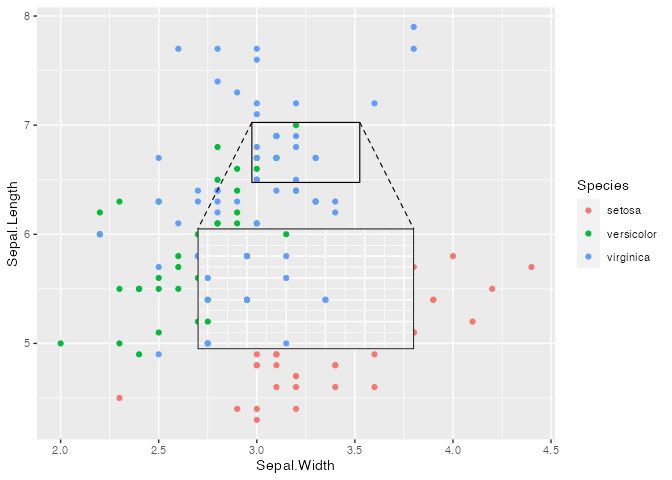 8
7
6
5
Sepal.Length
2.0 2.5 3.0 3.5 4.0 4.5
Sepal.Width
Species
setosa
versicolor
virginica